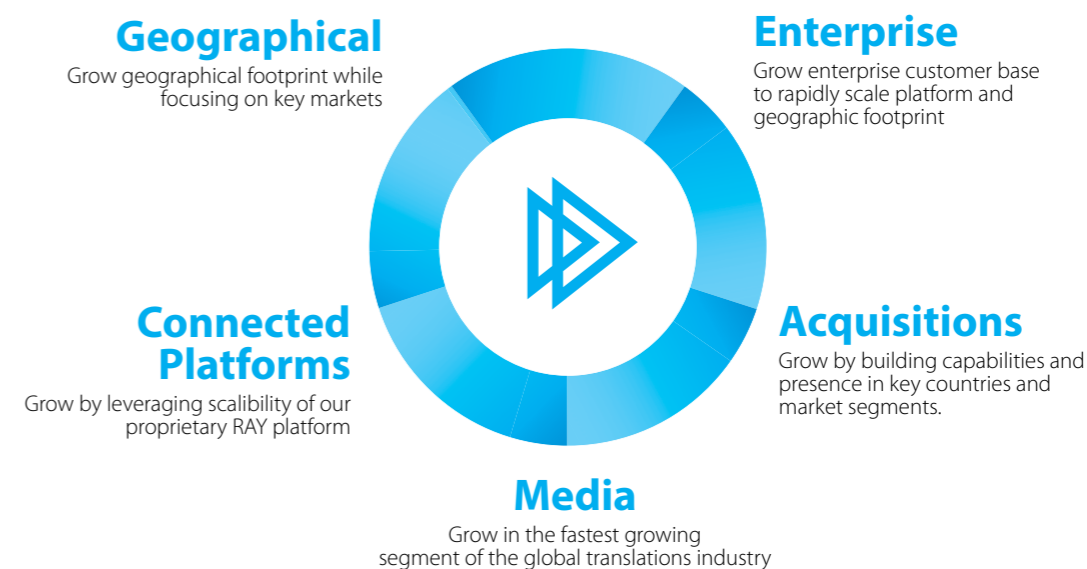 Geographical
Grow geographical footprint while
focusing on key markets
Enterprise
Grow enterprise customer base
to rapidly scale platform and
geographic footprint
Connected
Platforms
Grow by leveraging scalibility of our
proprietary RAY platform
Acquisitions
Grow by building capabilities and
presence in key countries and
market segments.
Media
Grow in the fastest growing
segment of the global translations industry